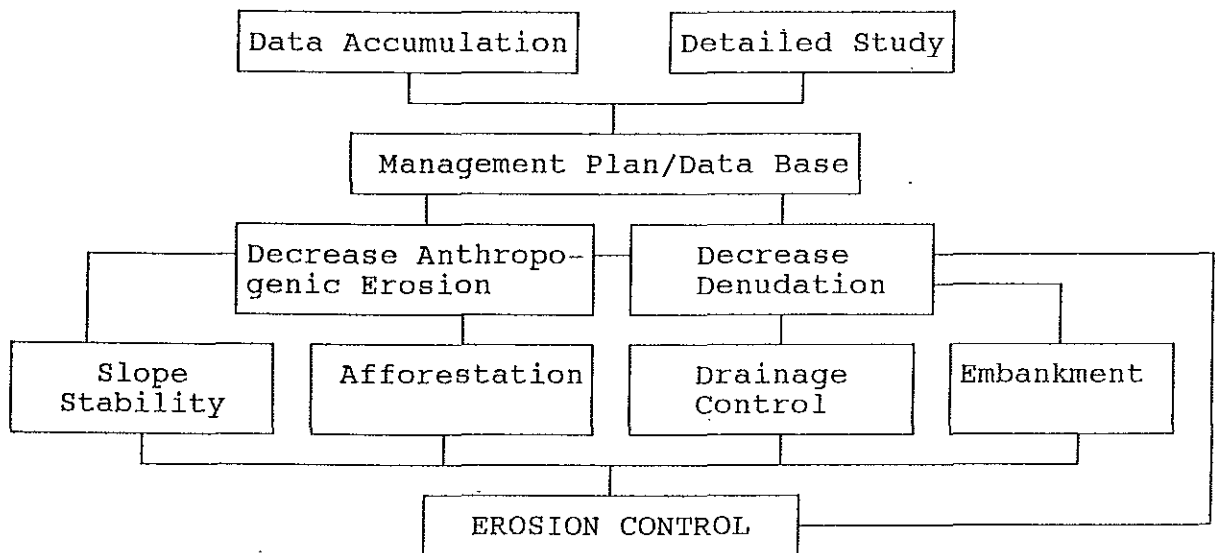 Data Accumulation
Detailed Study
Management Plan/Data Base
Decrease Anthropo-
genic Erosion
Decrease
Denudation
Slope
Stability
Afforestation
Drainage
Control
Embankment
EROSION CONTROL